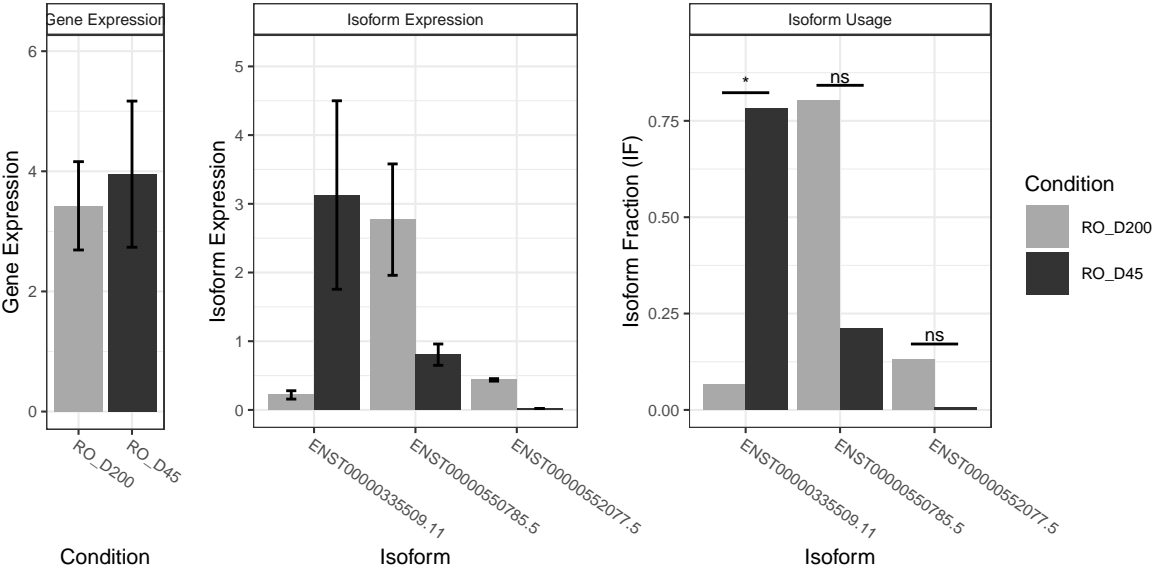 Gene Expression
Isoform Expression
Isoform Usage
Gene Expression
6
4
2
0
RO_D200
RO_D45
Condition
Isoform Expression
5
4
3
2
1
0
ENST00000335509.11
ENST00000550785.5
ENST00000552077.5
Isoform
Isoform Fraction (IF)
0.75
0.50
0.25
0.00
*
ns
ns
ENST00000335509.11
ENST00000550785.5
ENST00000552077.5
Isoform
Condition
RO_D200
RO_D45